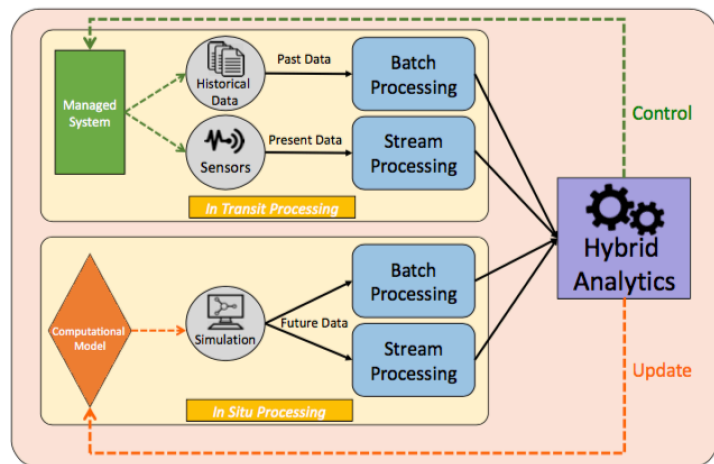 Managed
System
Historical
Data
Past Data
Batch
Processing
Sensors
Present Data
Stream
Processing
In Transit Processing
Control
Hybrid
Analytics
Computational
Model
Simulation
Future Data
Batch
Processing
Stream
Processing
In Situ Processing
Update